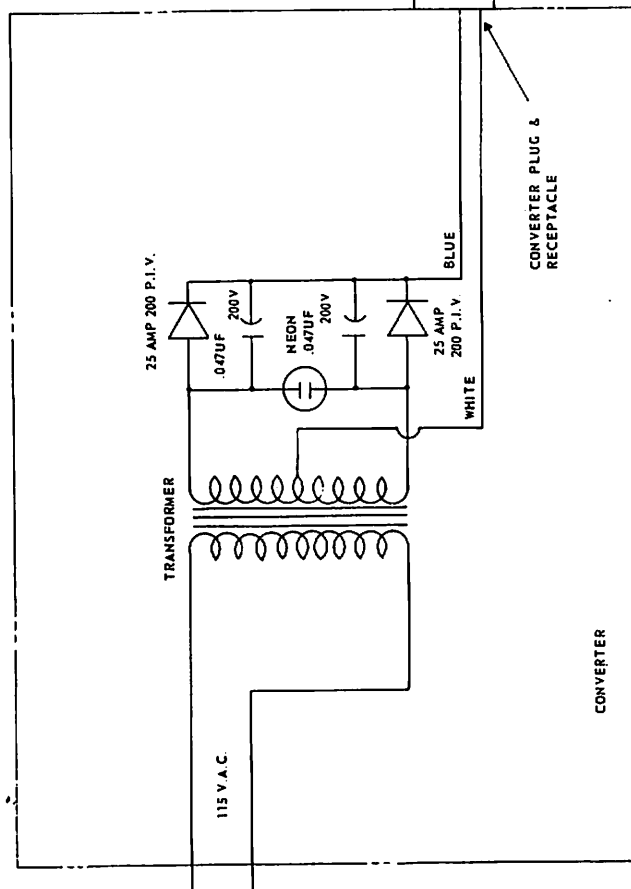 25 AMP 200 P.I.V.
.047UF
200V
NEON
.047UF
200V
25 AMP
200 P.I.V.
BLUE
WHITE
CONVERTER PLUG &
RECEPTACLE
TRANSFORMER
115 V.A.C.
CONVERTER